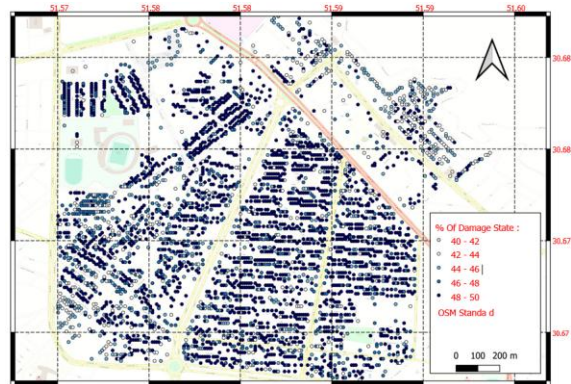 51.57 51.58 51.58 51.59 51.59 51.60
30.68
30.68
30.67
30.67
% Of Damage State :
40 - 42
42 - 44
44 - 46
46 - 48
48 - 50
OSM Standa d
0 100 200 m